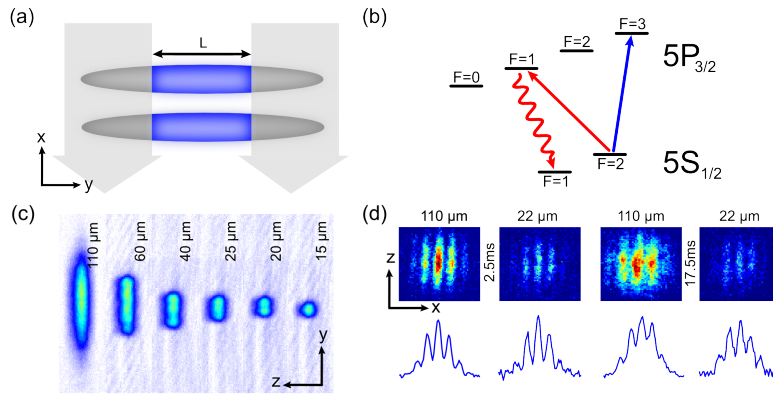 (a)
L
x
y
(b)
F=3
F=2
F=1
F=0
5P3/2
F=2
F=1
5S1/2
(c)
110 µm
60 µm
40 µm
25 µm
20 µm
15 µm
y
z
(d)
110 µm
22 µm
110 µm
22 µm
2.5ms
17.5ms
z
x